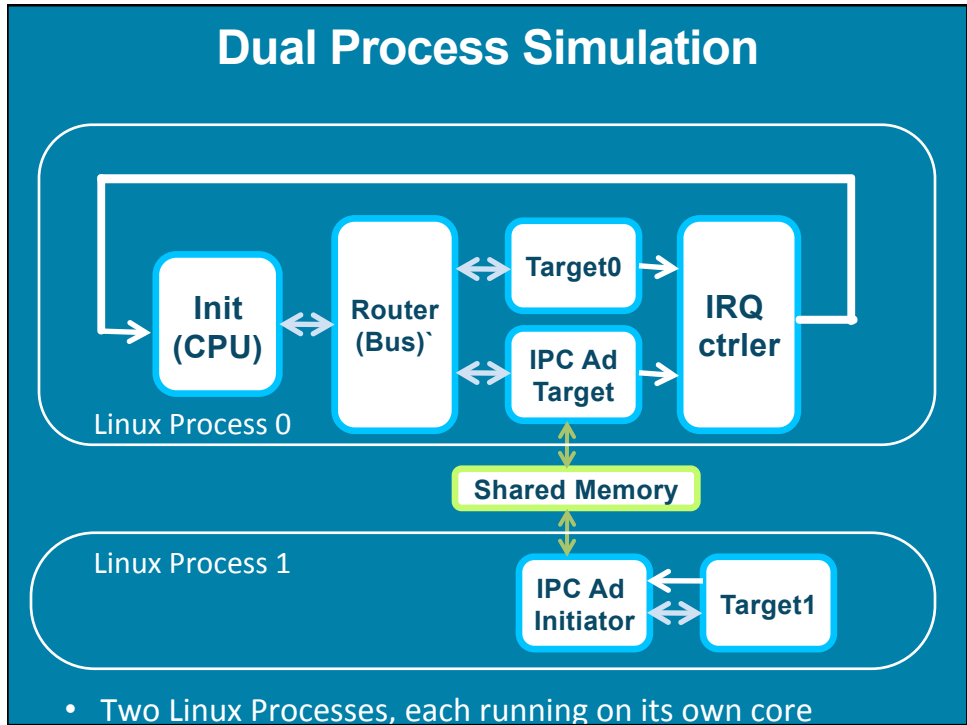 Dual Process Simulation
Init
(CPU)
Router
(Bus)`
Target0
IPC Ad
Target
IRQ
ctrler
Linux Process 0
Shared Memory
Linux Process 1
IPC Ad
Initiator
Target1
• Two Linux Processes, each running on its own core